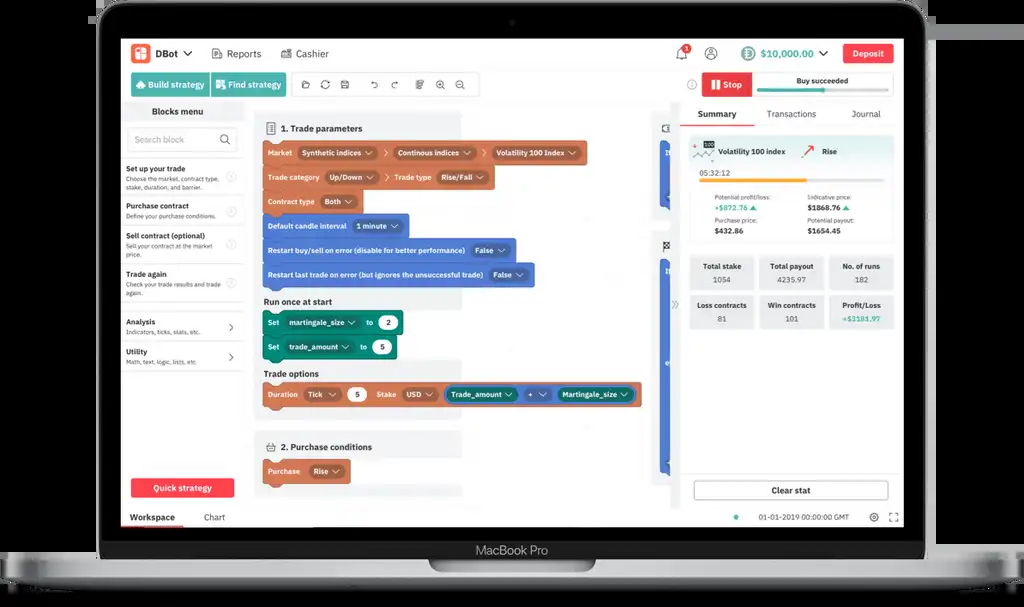 DBot
Reports
Cashier
1
$10,000.00
Deposit
Build strategy
Find strategy
Stop
Buy succeeded
Blocks menu
Search block
Set up your trade
Choose the market, contract type,
stake, duration, and barrier.
Purchase contract
Define your purchase conditions.
Sell contract (optional)
Sell your contract at the market
price.
Trade again
Check your trade results and trade
again.
Analysis
Indicators, ticks, stats, etc.
Utility
Math, text, logic, lists, etc.
Quick strategy
Workspace
Chart
1. Trade parameters
Market Synthetic indices Continous indices Volatility 100 Index
Trade category Up/Down Trade type Rise/Fall
Contract type Both
Default candle interval 1 minute
Restart buy/sell on error (disable for better performance) False
Restart last trade on error (but ignores the unsuccessful trade) False
Run once at start
Set martingale_size to 2
Set trade_amount to 5
Trade options
Duration Tick 5 Stake USD Trade_amount + Martingale_size
2. Purchase conditions
Purchase Rise
Summary
Transactions
Journal
100
Volatility 100 index
Rise
05:32:12
Potential profit/loss: Indicative price:
+$872.76 $1868.76
Purchase price: Potential payout:
$432.86 $1654.45
Total stake Total payout No. of runs
1054 4235.97 182
Loss contracts Win contracts Profit/Loss
81 101 +$3181.97
Clear stat
01-01-2019 00:00:00 GMT
MacBook Pro